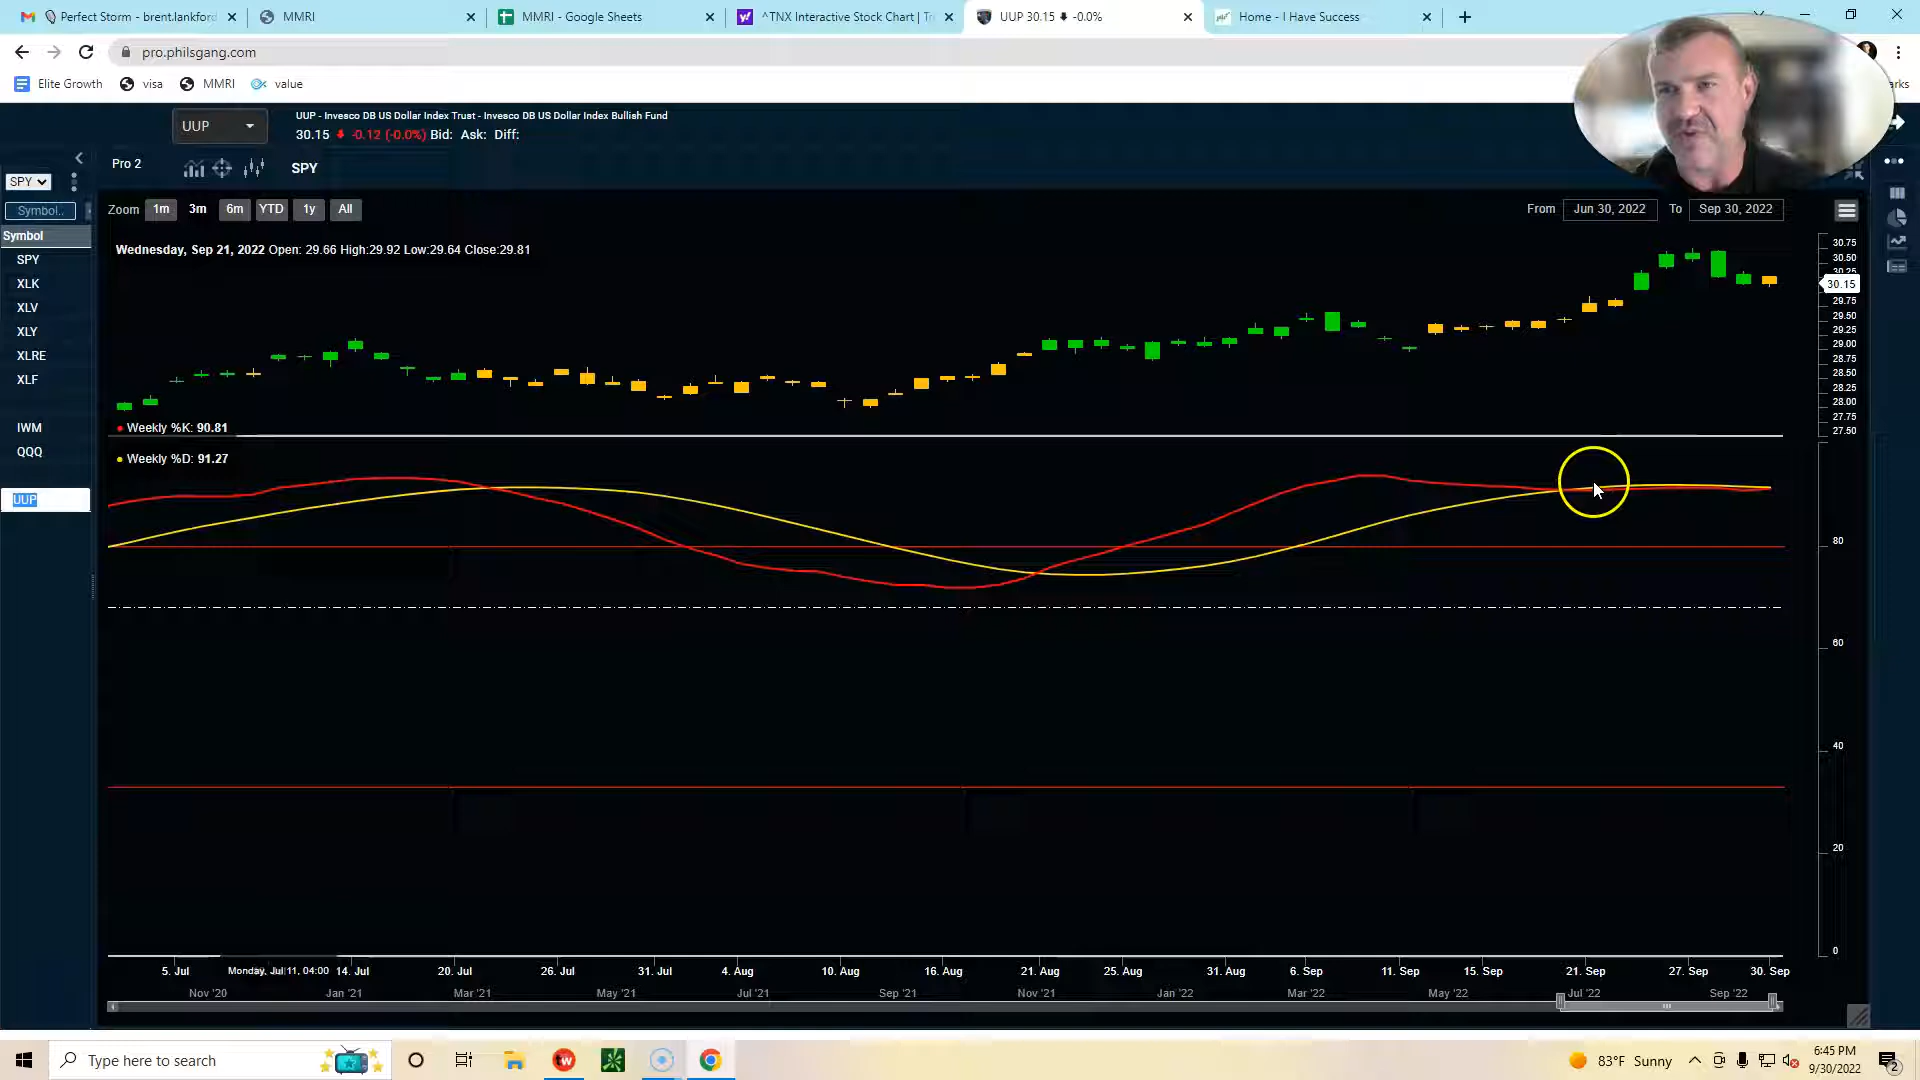 Perfect Storm - brent.lankford
MMRI
MMRI - Google Sheets
^TNX Interactive Stock Chart | Tr
UUP 30.15 ⬇ -0.0%
Home - I Have Success
pro.philsgang.com
Elite Growth
visa
MMRI
value
arks
UUP
UUP - Invesco DB US Dollar Index Trust - Invesco DB US Dollar Index Bullish Fund
30.15 ⬇ -0.12 (-0.0%) Bid: Ask: Diff:
Pro 2
SPY
SPY
Symbol..
Symbol
SPY
XLK
XLV
XLY
XLRE
XLF
IWM
QQQ
UUP
Zoom 1m 3m 6m YTD 1y All
From Jun 30, 2022 To Sep 30, 2022
Wednesday, Sep 21, 2022 Open: 29.66 High:29.92 Low:29.64 Close:29.81
30.75
30.50
30.25
30.15
29.75
29.50
29.25
29.00
28.75
28.50
28.25
28.00
27.75
27.50
Weekly %K: 90.81
Weekly %D: 91.27
80
60
40
20
0
5. Jul Monday, Jul 11, 04:00 14. Jul 20. Jul 26. Jul 31. Jul 4. Aug 10. Aug 16. Aug 21. Aug 25. Aug 31. Aug 6. Sep 11. Sep 15. Sep 21. Sep 27. Sep 30. Sep
Nov '20 Jan '21 Mar '21 May '21 Jul '21 Sep '21 Nov '21 Jan '22 Mar '22 May '22 Jul '22 Sep '22
Type here to search
83°F Sunny
6:45 PM
9/30/2022
2